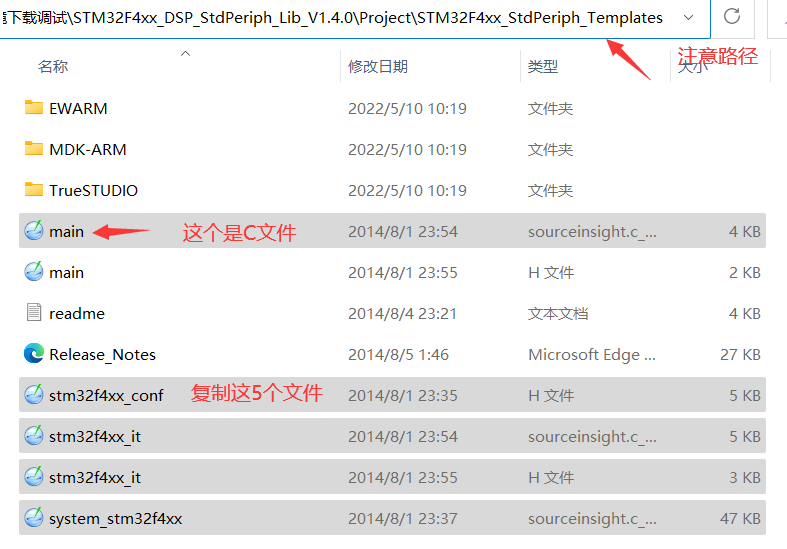 下载调试\STM32F4xx_DSP_StdPeriph_Lib_V1.4.0\Project\STM32F4xx_StdPeriph_Templates
注意路径
名称 修改日期 类型 大小
EWARM 2022/5/10 10:19 文件夹
MDK-ARM 2022/5/10 10:19 文件夹
TrueSTUDIO 2022/5/10 10:19 文件夹
main 这个是C文件 2014/8/1 23:54 sourceinsight.c_... 4 KB
main 2014/8/1 23:55 H 文件 2 KB
readme 2014/8/4 23:21 文本文档 4 KB
Release_Notes 2014/8/5 1:46 Microsoft Edge ... 27 KB
stm32f4xx_conf 复制这5个文件 2014/8/1 23:35 H 文件 5 KB
stm32f4xx_it 2014/8/1 23:54 sourceinsight.c_... 5 KB
stm32f4xx_it 2014/8/1 23:55 H 文件 3 KB
system_stm32f4xx 2014/8/1 23:37 sourceinsight.c_... 47 KB